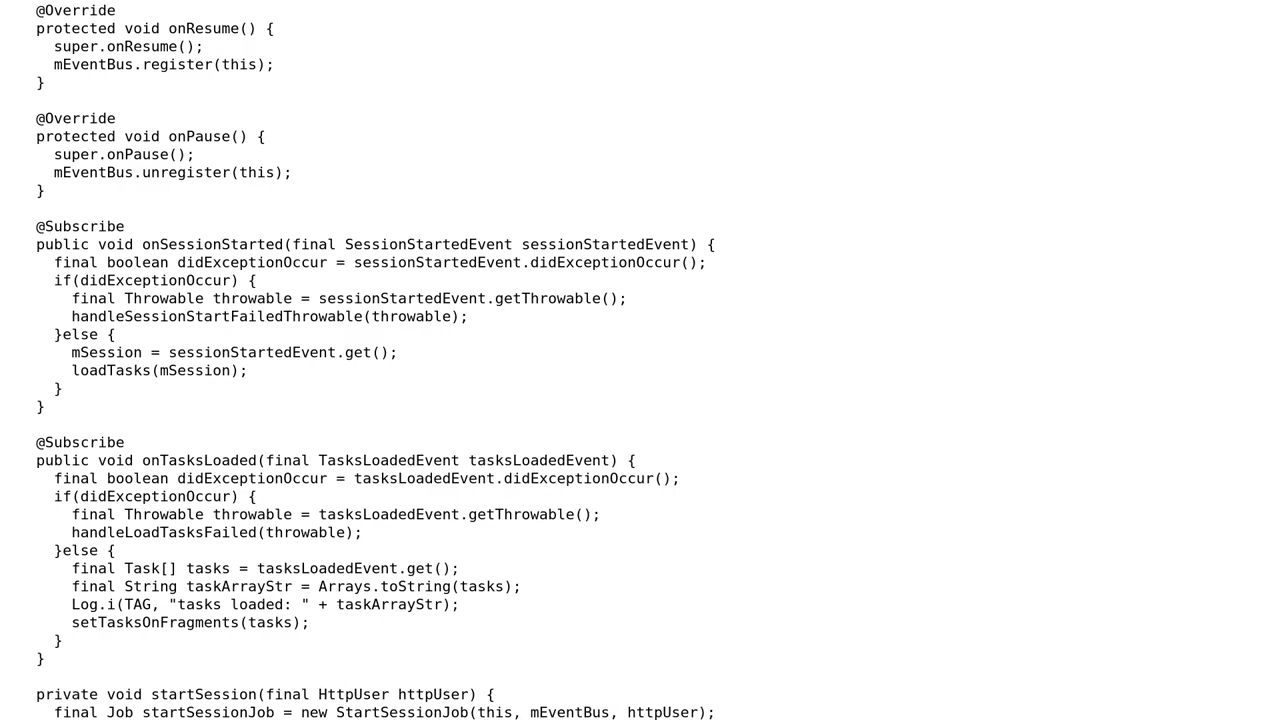 @Override
protected void onResume() {
  super.onResume();
  mEventBus.register(this);
}

@Override
protected void onPause() {
  super.onPause();
  mEventBus.unregister(this);
}

@Subscribe
public void onSessionStarted(final SessionStartedEvent sessionStartedEvent) {
  final boolean didExceptionOccur = sessionStartedEvent.didExceptionOccur();
  if(didExceptionOccur) {
    final Throwable throwable = sessionStartedEvent.getThrowable();
    handleSessionStartFailedThrowable(throwable);
  }else {
    mSession = sessionStartedEvent.get();
    loadTasks(mSession);
  }
}

@Subscribe
public void onTasksLoaded(final TasksLoadedEvent tasksLoadedEvent) {
  final boolean didExceptionOccur = tasksLoadedEvent.didExceptionOccur();
  if(didExceptionOccur) {
    final Throwable throwable = tasksLoadedEvent.getThrowable();
    handleLoadTasksFailed(throwable);
  }else {
    final Task[] tasks = tasksLoadedEvent.get();
    final String taskArrayStr = Arrays.toString(tasks);
    Log.i(TAG, "tasks loaded: " + taskArrayStr);
    setTasksOnFragments(tasks);
  }
}

private void startSession(final HttpUser httpUser) {
  final Job startSessionJob = new StartSessionJob(this, mEventBus, httpUser);